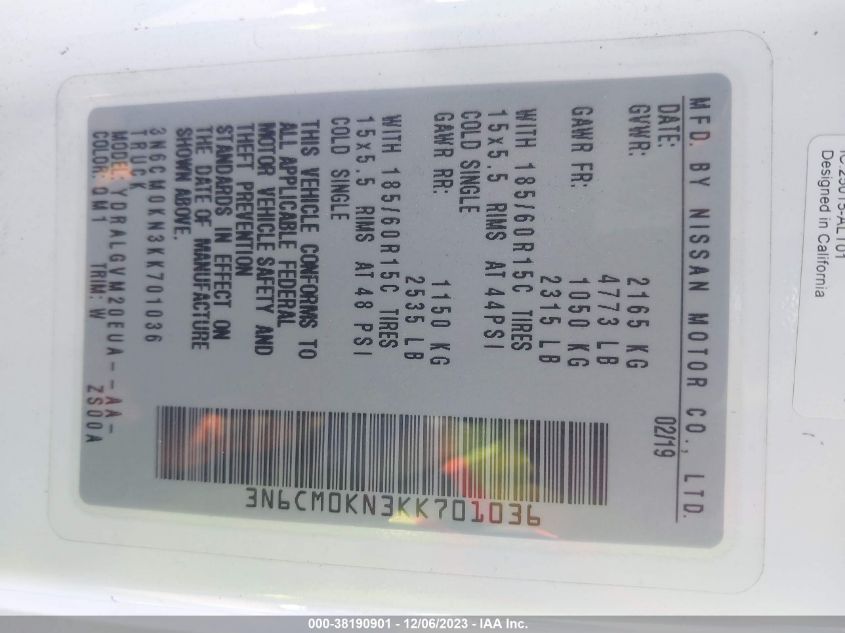 MFD. BY NISSAN MOTOR CO., LTD.
DATE: 02/19
GVWR: 2165 KG
4773 LB
GAWR FR: 1050 KG
2315 LB
WITH 185/60R15C TIRES
15x5.5 RIMS AT 44PSI
COLD SINGLE
GAWR RR: 1150 KG
2535 LB
WITH 185/60R15C TIRES
15x5.5 RIMS AT 48 PSI
COLD SINGLE
THIS VEHICLE CONFORMS TO
ALL APPLICABLE FEDERAL
MOTOR VEHICLE SAFETY AND
THEFT PREVENTION
STANDARDS IN EFFECT ON
THE DATE OF MANUFACTURE
SHOWN ABOVE.
3N6CM0KN3KK701036
TRUCK
MODEL: VDRALGVM20EUA--AA-
COLOR: QM1 TRIM: W ZS00A
3N6CM0KN3KK701036
Designed in California
000-38190901 - 12/06/2023 - IAA Inc.